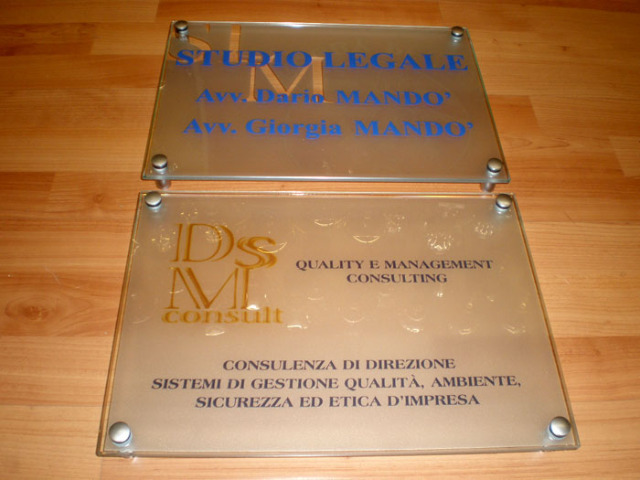 SLM
STUDIO LEGALE
Avv. Dario MANDO'
Avv. Giorgia MANDO'
DSM
consult
QUALITY E MANAGEMENT
CONSULTING
CONSULENZA DI DIREZIONE
SISTEMI DI GESTIONE QUALITÀ, AMBIENTE,
SICUREZZA ED ETICA D'IMPRESA